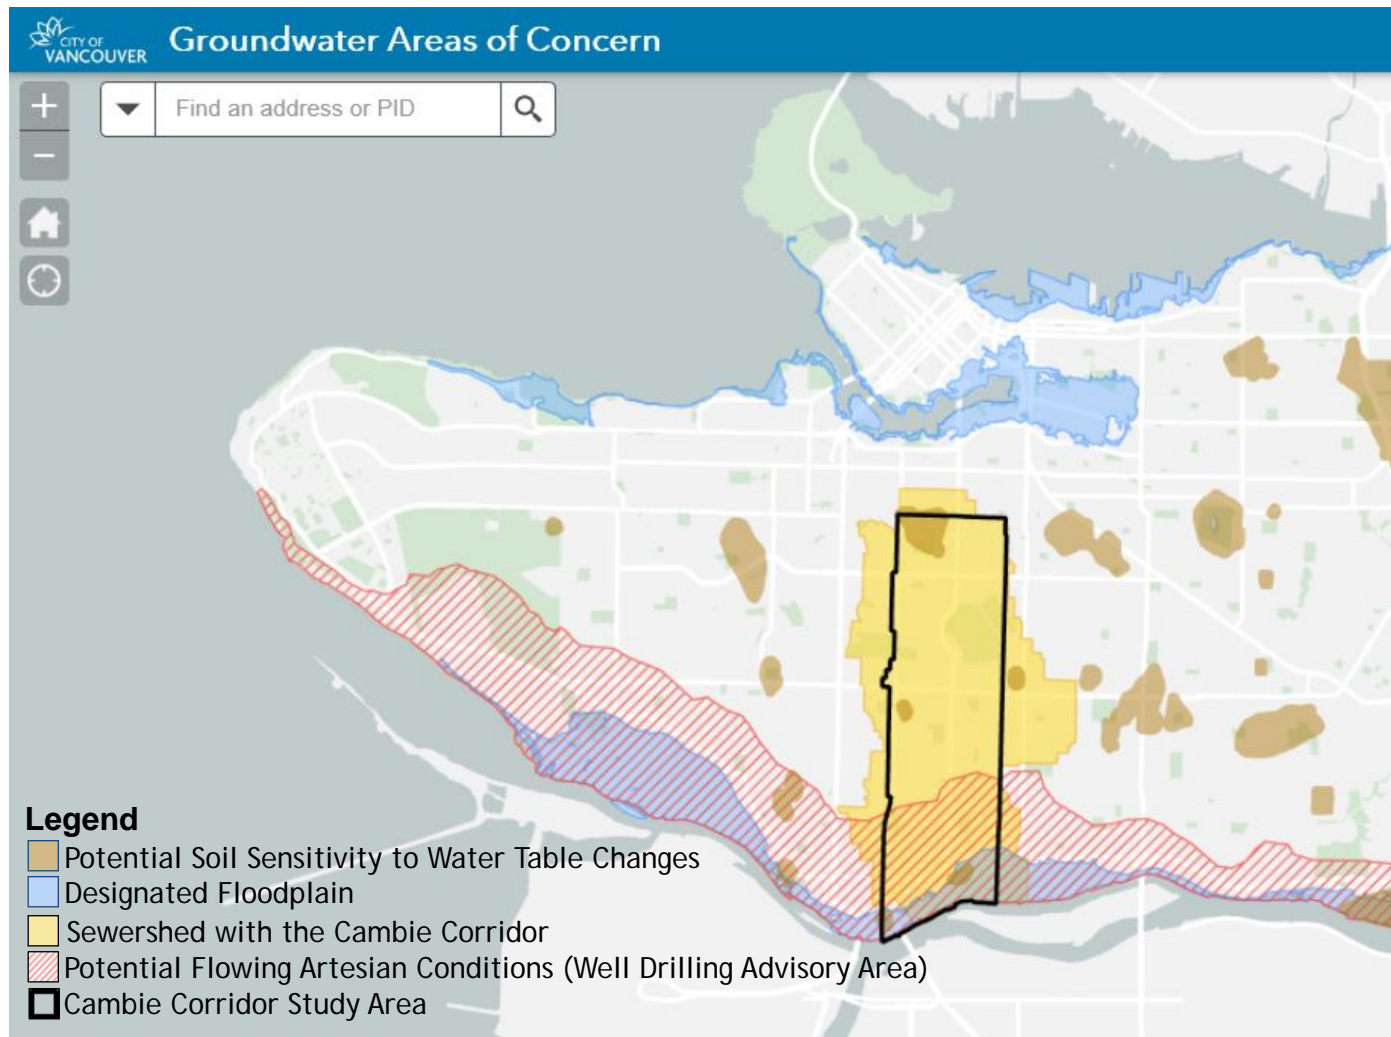 CITY OF
VANCOUVER
Groundwater Areas of Concern
+
Find an address or PID
−
Legend
Potential Soil Sensitivity to Water Table Changes
Designated Floodplain
Sewershed with the Cambie Corridor
Potential Flowing Artesian Conditions (Well Drilling Advisory Area)
Cambie Corridor Study Area